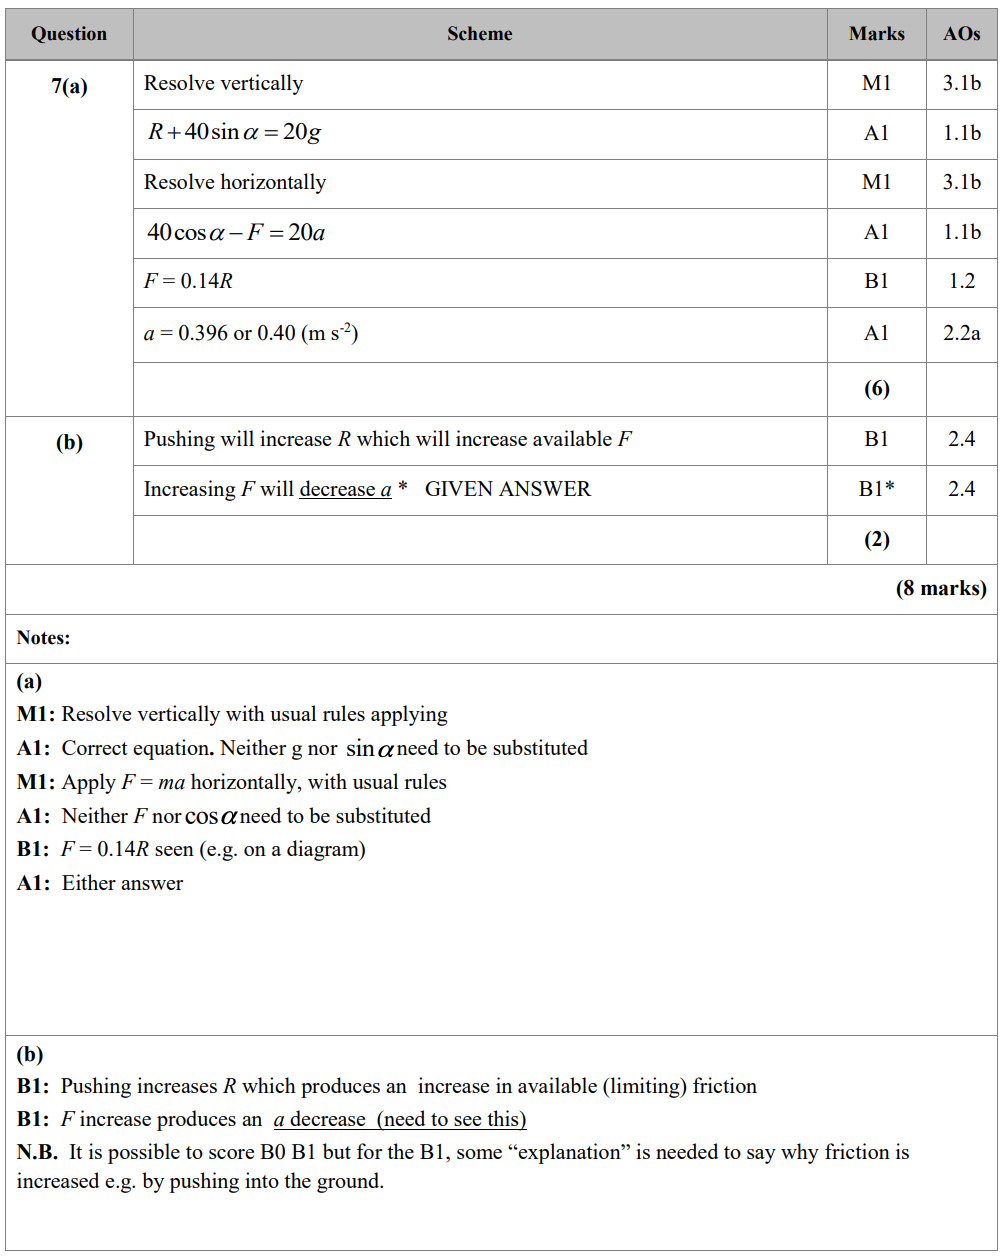 Question Scheme Marks AOs
7(a) Resolve vertically M1 3.1b
R + 40 sin α = 20g A1 1.1b
Resolve horizontally M1 3.1b
40 cos α – F = 20a A1 1.1b
F = 0.14R B1 1.2
a = 0.396 or 0.40 (m s⁻²) A1 2.2a
(6)
(b) Pushing will increase R which will increase available F B1 2.4
Increasing F will decrease a * GIVEN ANSWER B1* 2.4
(2)
(8 marks)
Notes:
(a)
M1: Resolve vertically with usual rules applying
A1: Correct equation. Neither g nor sin α need to be substituted
M1: Apply F = ma horizontally, with usual rules
A1: Neither F nor cos α need to be substituted
B1: F = 0.14R seen (e.g. on a diagram)
A1: Either answer
(b)
B1: Pushing increases R which produces an increase in available (limiting) friction
B1: F increase produces an a decrease (need to see this)
N.B. It is possible to score B0 B1 but for the B1, some “explanation” is needed to say why friction is
increased e.g. by pushing into the ground.